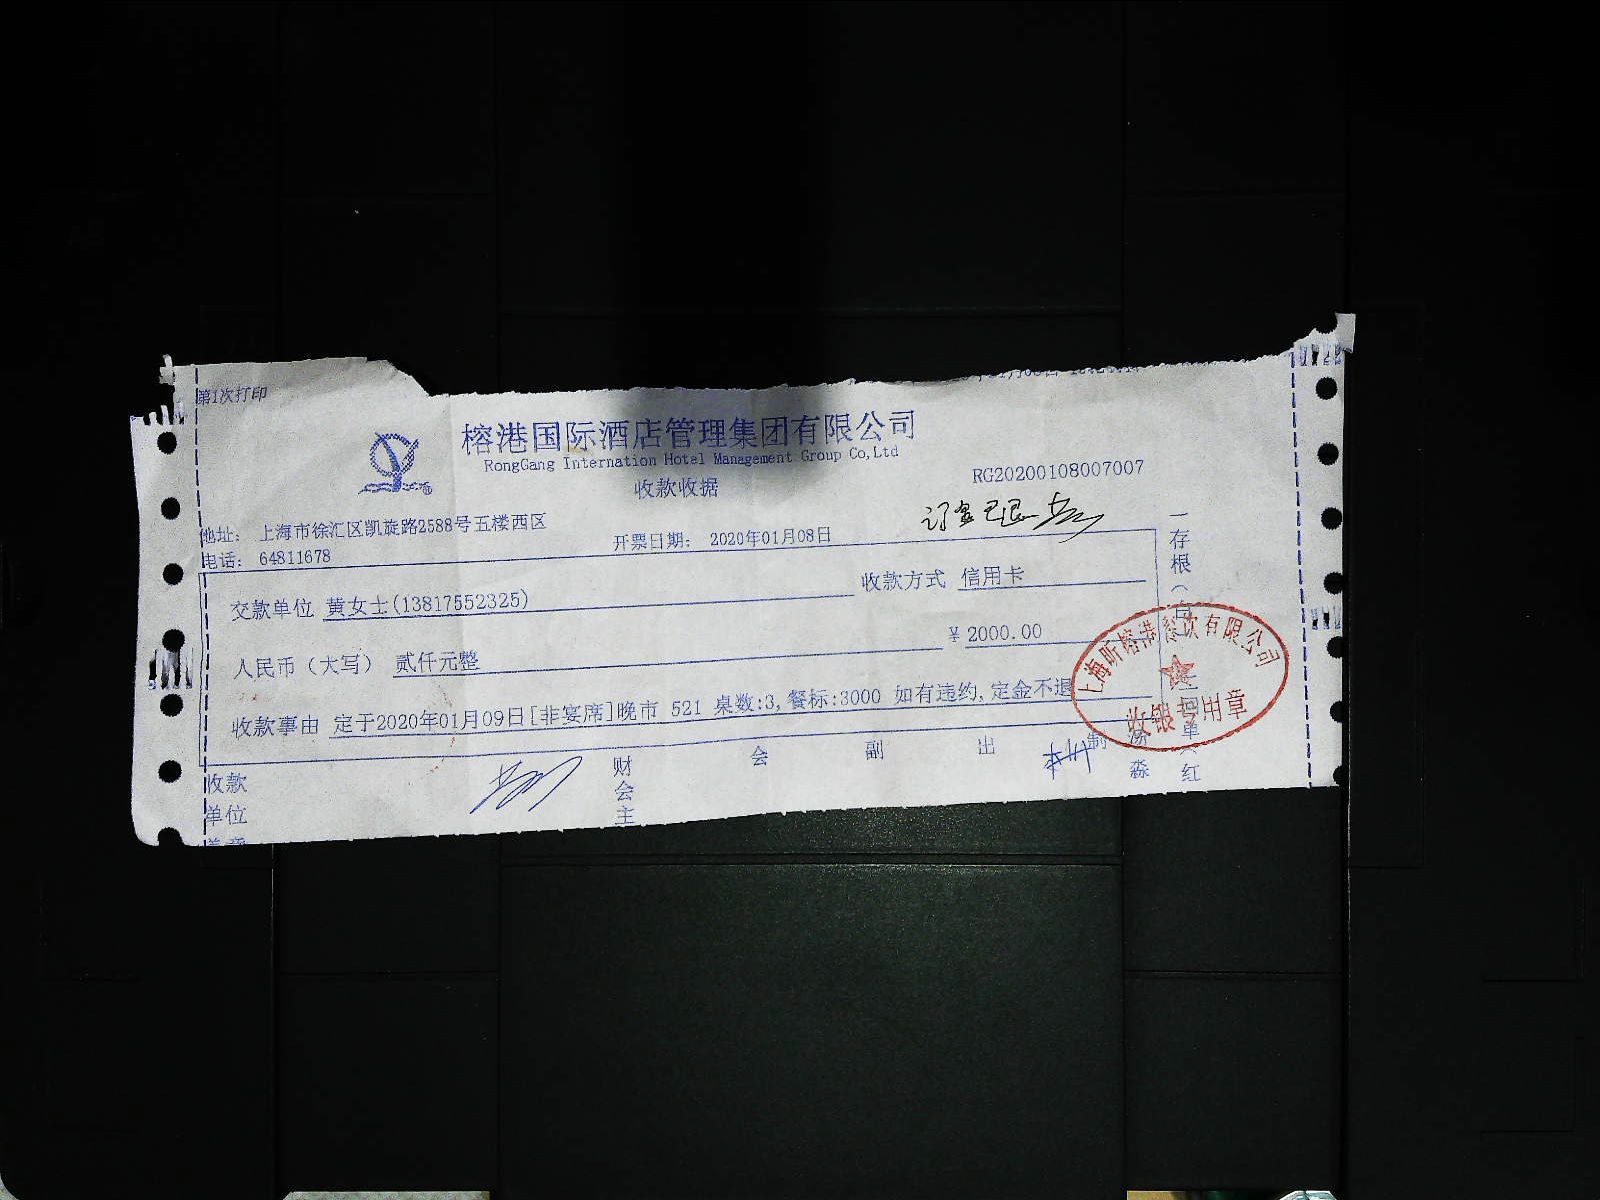 第1次打印
榕港国际酒店管理集团有限公司
RongGang Internation Hotel Management Group Co,Ltd
收款收据
RG20200108007007
订金已退
地址: 上海市徐汇区凯旋路2588号五楼西区
电话: 64811678
开票日期: 2020年01月08日
交款单位 黄女士(13817552325)
收款方式 信用卡
人民币（大写） 贰仟元整
¥ 2000.00
收款事由 定于2020年01月09日[非宴席]晚市 521 桌数:3,餐标:3000 如有违约,定金不退
上海昕榕港餐饮有限公司
收银专用章
一存根（白
二回单（红
收款
单位
盖章
财会主
会
副
出
制
淼